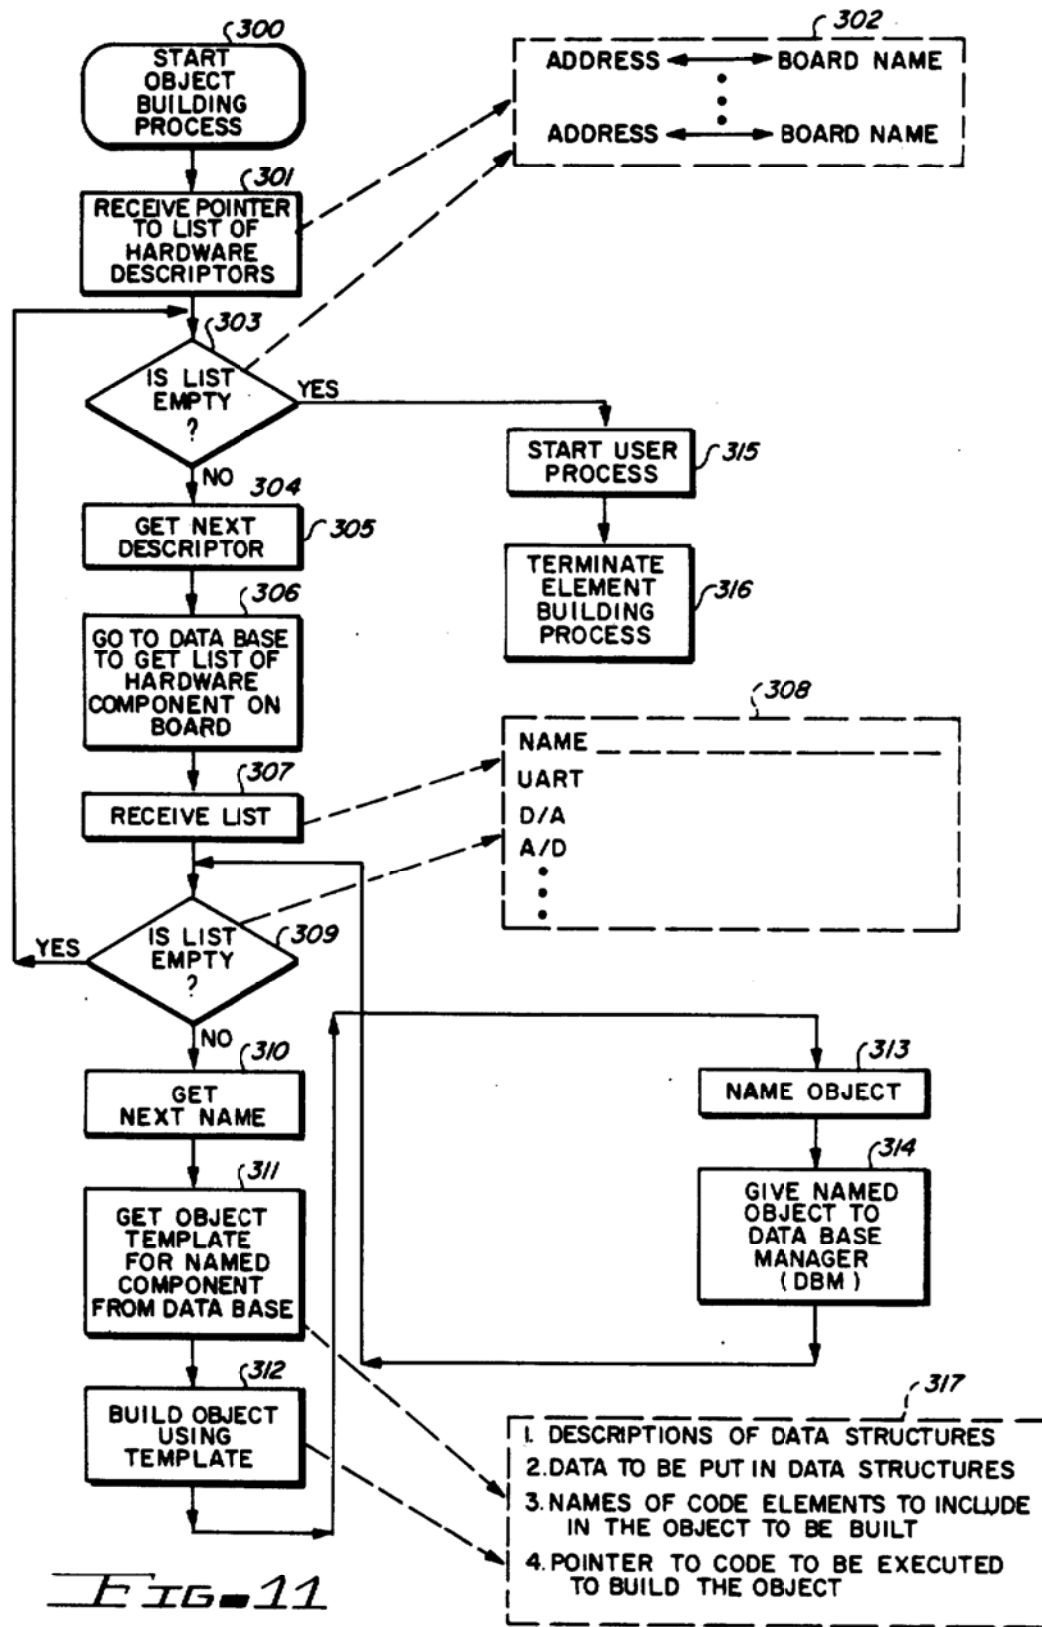 300
START
OBJECT
BUILDING
PROCESS
302
ADDRESS BOARD NAME
ADDRESS BOARD NAME
301
RECEIVE POINTER
TO LIST OF
HARDWARE
DESCRIPTORS
303
IS LIST
EMPTY
?
YES
NO
START USER
PROCESS
315
304
GET NEXT
DESCRIPTOR
305
TERMINATE
ELEMENT
BUILDING
PROCESS
316
306
GO TO DATA BASE
TO GET LIST OF
HARDWARE
COMPONENT ON
BOARD
308
NAME
UART
D/A
A/D
307
RECEIVE LIST
IS LIST
EMPTY
?
309
YES
NO
310
GET
NEXT NAME
313
NAME OBJECT
314
GIVE NAMED
OBJECT TO
DATA BASE
MANAGER
(DBM)
311
GET OBJECT
TEMPLATE
FOR NAMED
COMPONENT
FROM DATA BASE
312
BUILD OBJECT
USING
TEMPLATE
317
1. DESCRIPTIONS OF DATA STRUCTURES
2. DATA TO BE PUT IN DATA STRUCTURES
3. NAMES OF CODE ELEMENTS TO INCLUDE
IN THE OBJECT TO BE BUILT
4. POINTER TO CODE TO BE EXECUTED
TO BUILD THE OBJECT
FIG-11